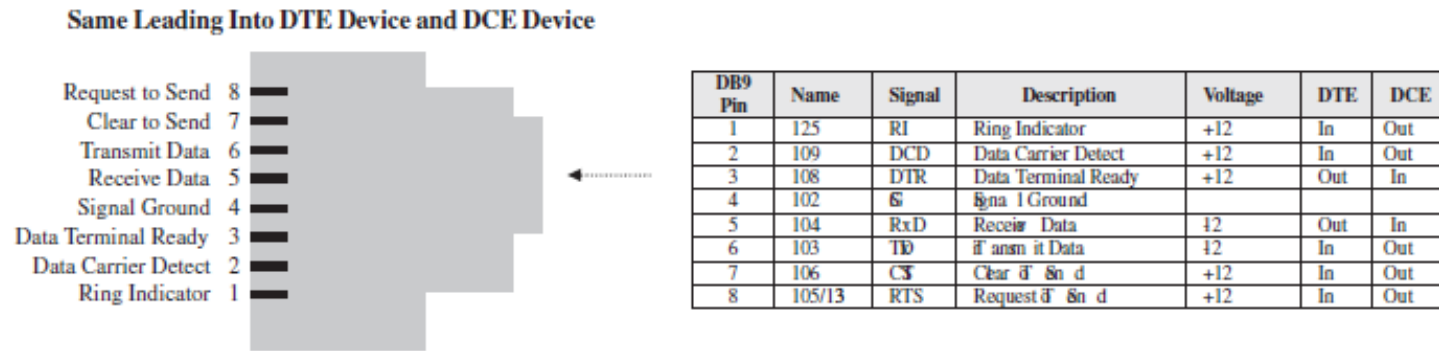 Same Leading Into DTE Device and DCE Device
Request to Send 8
Clear to Send 7
Transmit Data 6
Receive Data 5
Signal Ground 4
Data Terminal Ready 3
Data Carrier Detect 2
Ring Indicator 1
DB9 Pin Name Signal Description Voltage DTE DCE
1 125 RI Ring Indicator +12 In Out
2 109 DCD Data Carrier Detect +12 In Out
3 108 DTR Data Terminal Ready +12 Out In
4 102 Ground
5 104 RxD Data 12 Out In
6 103 Data 12 In Out
7 106 +12 In Out
8 105/13 RTS Request +12 In Out